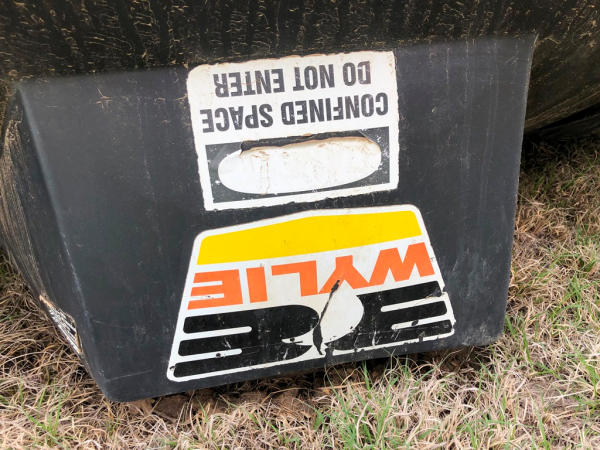 WYLIE
CONFINED SPACE
DO NOT ENTER